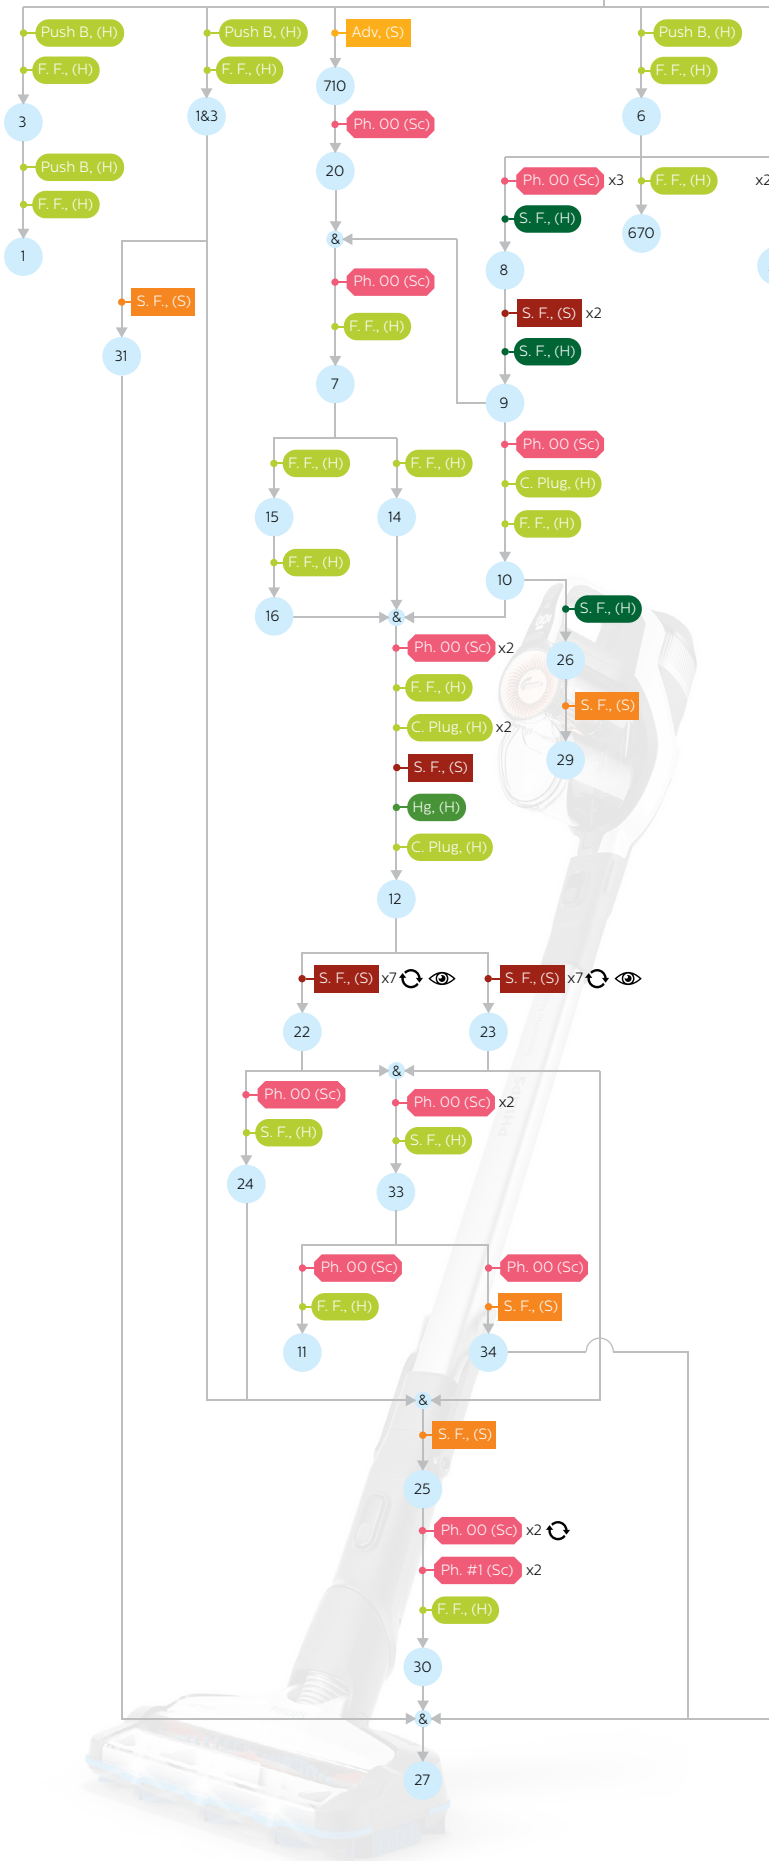 Push B, (H)
Push B, (H)
Adv, (S)
Push B, (H)
F. F., (H)
F. F., (H)
F. F., (H)
710
3
1&3
6
Ph. 00 (Sc)
Push B, (H)
20
Ph. 00 (Sc) x3
F. F., (H)
x2
F. F., (H)
S. F., (H)
670
&
1
8
Ph. 00 (Sc)
S. F., (S)
S. F., (S) x2
F. F., (H)
31
S. F., (H)
7
9
Ph. 00 (Sc)
F. F., (H)
F. F., (H)
C. Plug, (H)
15
14
F. F., (H)
F. F., (H)
10
16
&
S. F., (H)
Ph. 00 (Sc) x2
26
F. F., (H)
S. F., (S)
C. Plug, (H) x2
29
S. F., (S)
Hg, (H)
C. Plug, (H)
12
S. F., (S) x7
S. F., (S) x7
22
23
&
Ph. 00 (Sc)
Ph. 00 (Sc) x2
S. F., (H)
S. F., (H)
24
33
Ph. 00 (Sc)
Ph. 00 (Sc)
F. F., (H)
S. F., (S)
11
34
&
S. F., (S)
25
Ph. 00 (Sc) x2
Ph. #1 (Sc) x2
F. F., (H)
30
&
27